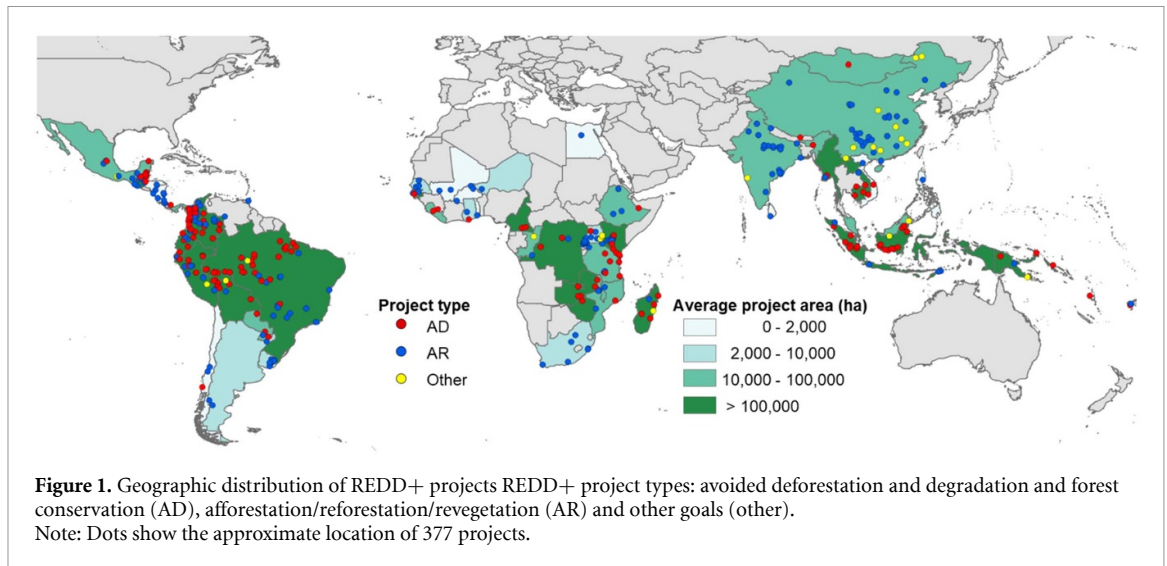 Project type
AD
AR
Other
Average project area (ha)
0 - 2,000
2,000 - 10,000
10,000 - 100,000
> 100,000
Figure 1. Geographic distribution of REDD+ projects REDD+ project types: avoided deforestation and degradation and forest
conservation (AD), afforestation/reforestation/revegetation (AR) and other goals (other).
Note: Dots show the approximate location of 377 projects.